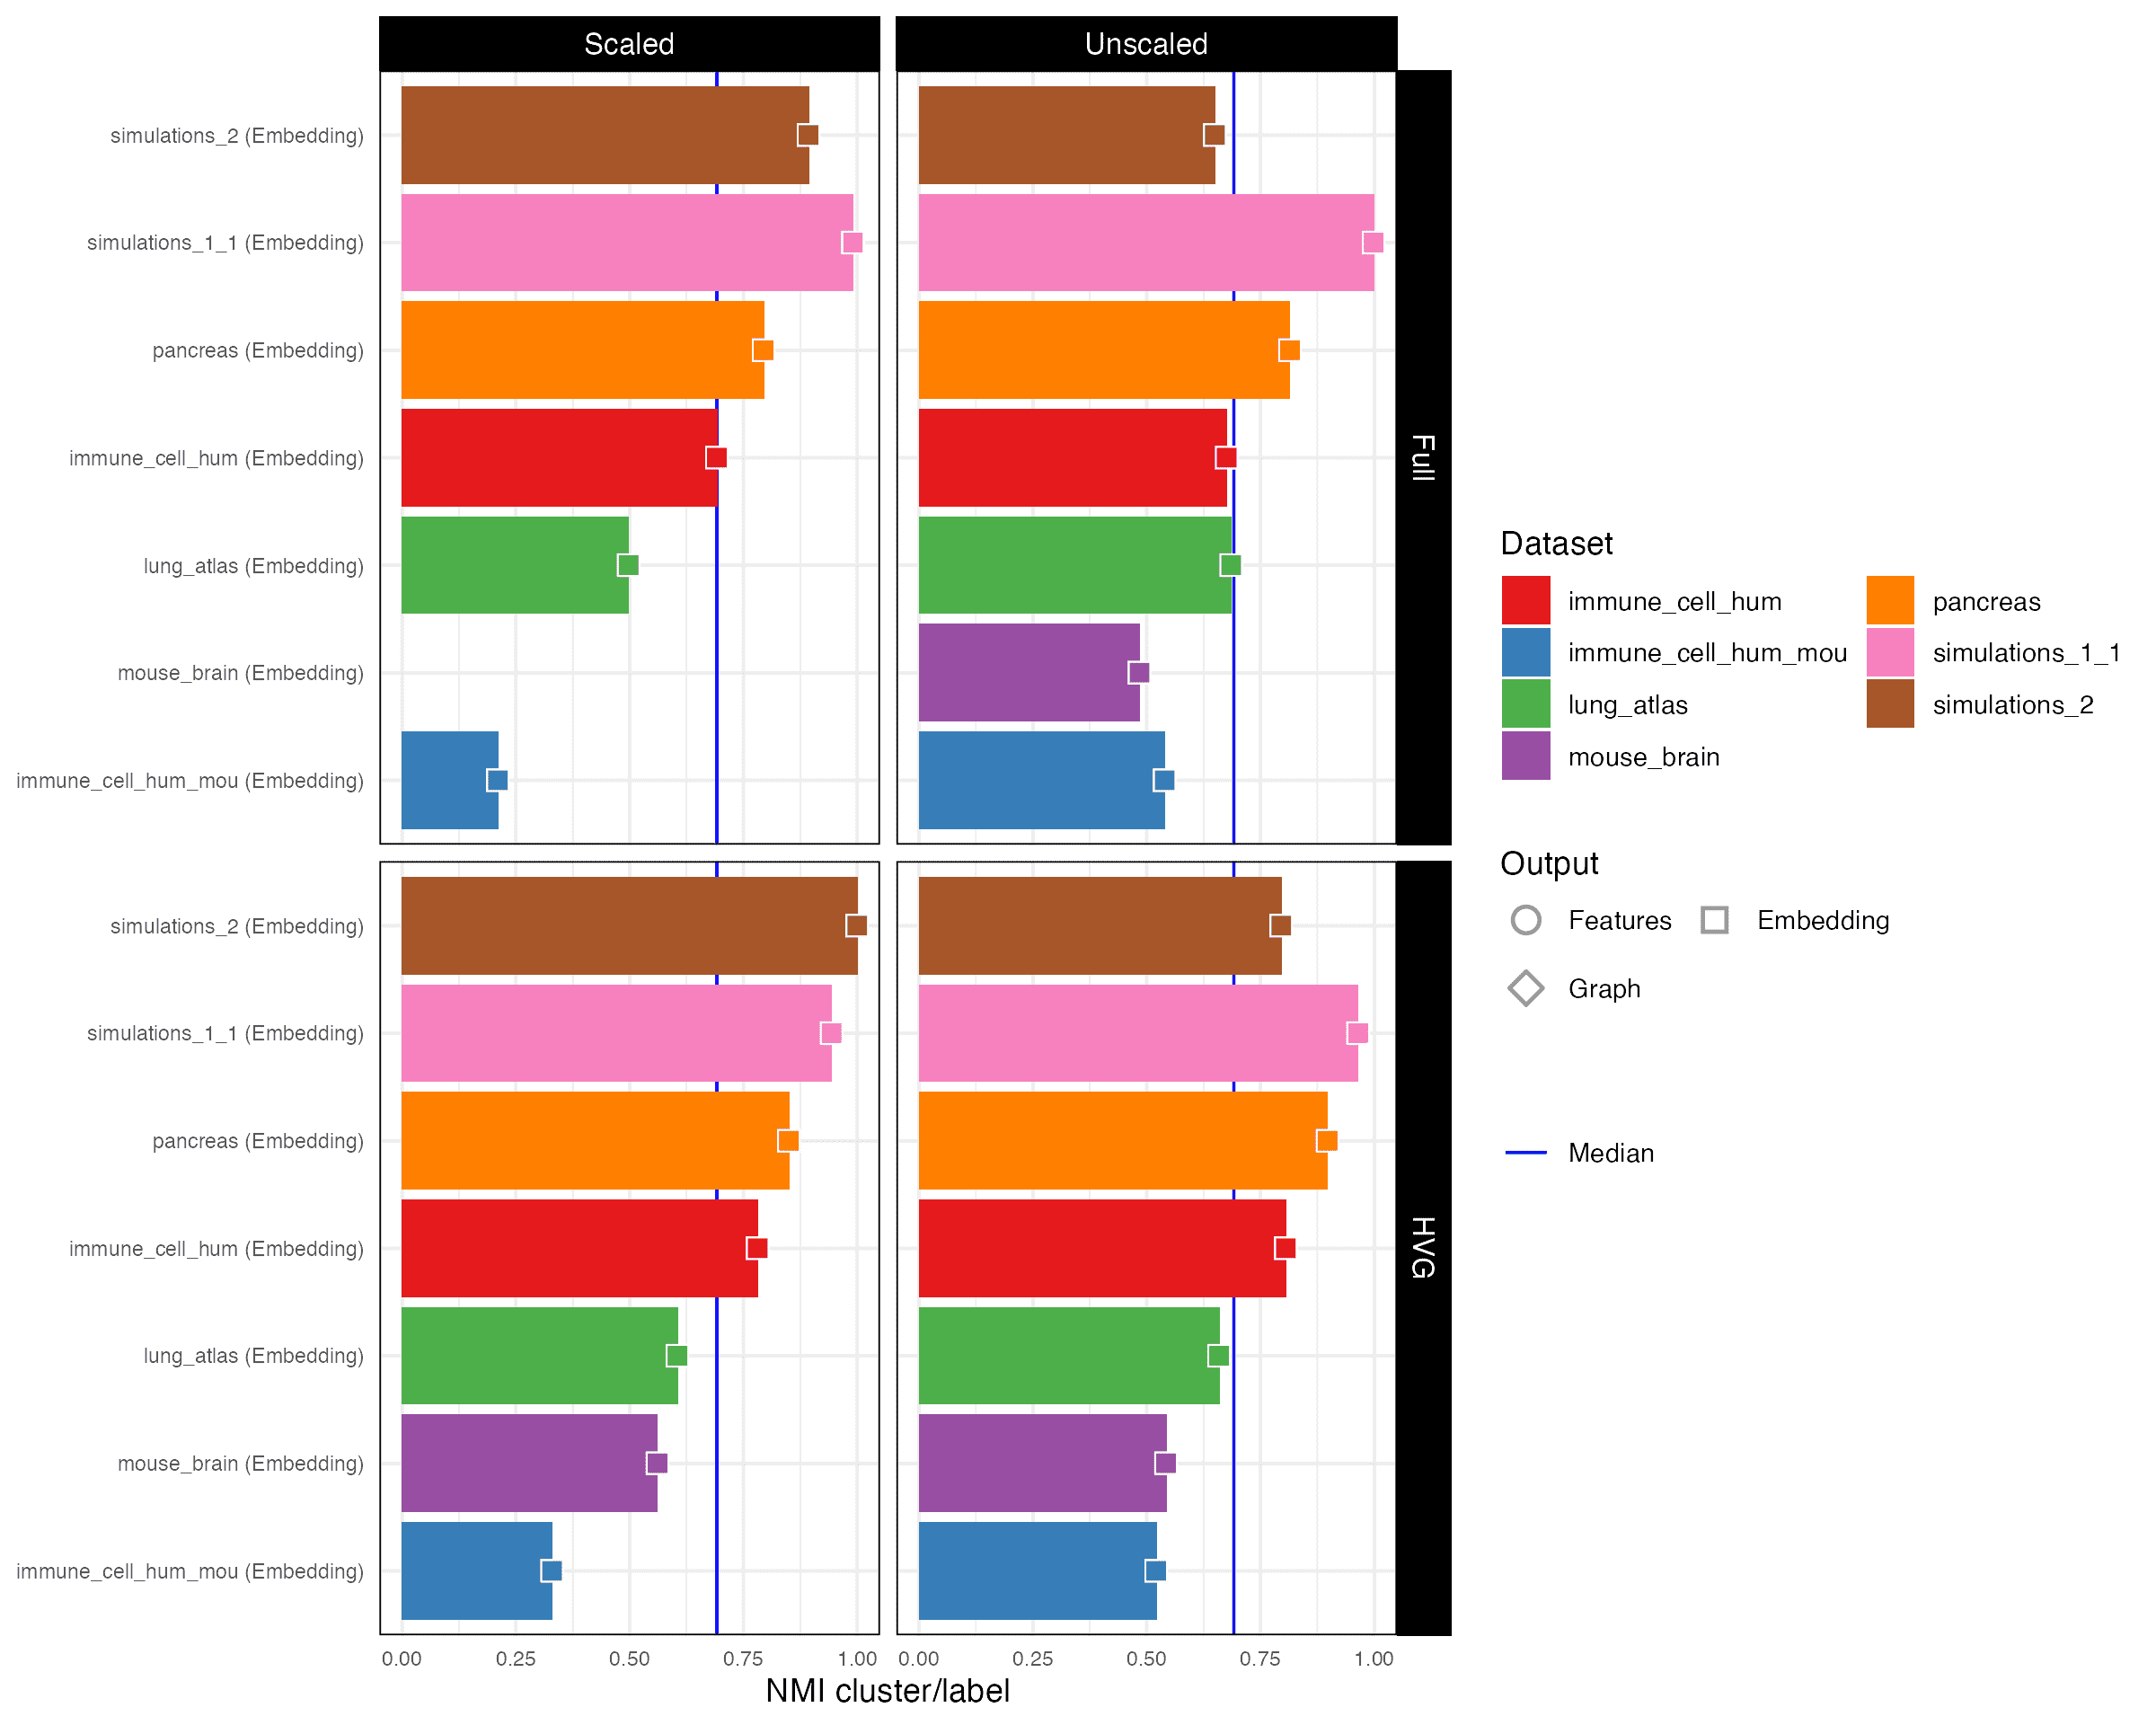 Scaled
Unscaled
simulations_2 (Embedding)
simulations_1_1 (Embedding)
pancreas (Embedding)
immune_cell_hum (Embedding)
lung_atlas (Embedding)
mouse_brain (Embedding)
immune_cell_hum_mou (Embedding)
Full
simulations_2 (Embedding)
simulations_1_1 (Embedding)
pancreas (Embedding)
immune_cell_hum (Embedding)
lung_atlas (Embedding)
mouse_brain (Embedding)
immune_cell_hum_mou (Embedding)
HVG
0.00 0.25 0.50 0.75 1.00
0.00 0.25 0.50 0.75 1.00
NMI cluster/label
Dataset
immune_cell_hum
immune_cell_hum_mou
lung_atlas
mouse_brain
pancreas
simulations_1_1
simulations_2
Output
Features
Embedding
Graph
Median